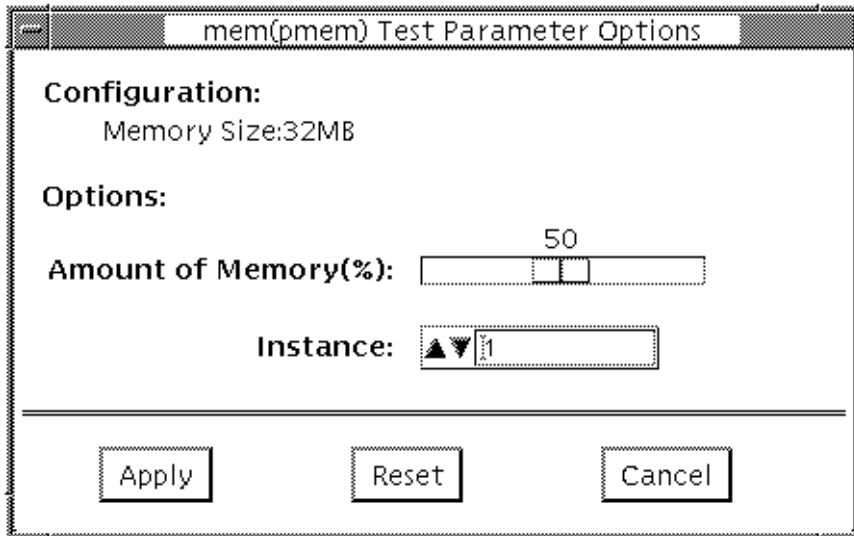 mem(pmem) Test Parameter Options
Configuration:
Memory Size:32MB
Options:
50
Amount of Memory(%):
Instance: 1
Apply Reset Cancel